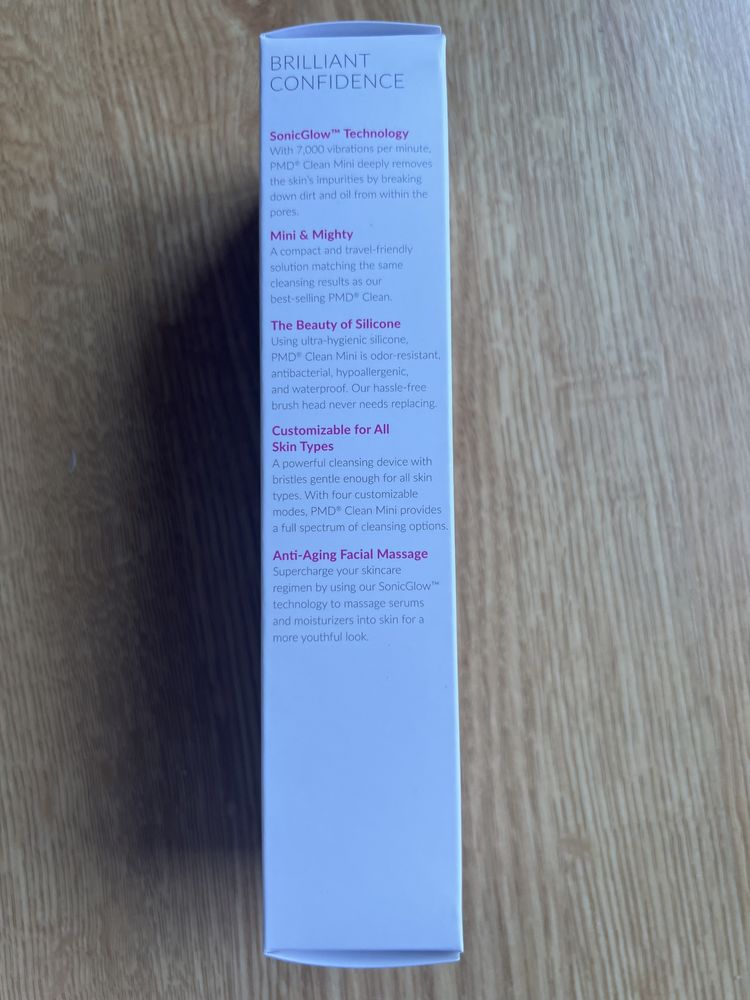 BRILLIANT
CONFIDENCE
SonicGlow™ Technology
With 7,000 vibrations per minute,
PMD® Clean Mini deeply removes
the skin's impurities by breaking
down dirt and oil from within the
pores.
Mini & Mighty
A compact and travel-friendly
solution matching the same
cleansing results as our
best-selling PMD® Clean.
The Beauty of Silicone
Using ultra-hygienic silicone,
PMD® Clean Mini is odor-resistant,
antibacterial, hypoallergenic,
and waterproof. Our hassle-free
brush head never needs replacing.
Customizable for All
Skin Types
A powerful cleansing device with
bristles gentle enough for all skin
types. With four customizable
modes, PMD® Clean Mini provides
a full spectrum of cleansing options.
Anti-Aging Facial Massage
Supercharge your skincare
regimen by using our SonicGlow™
technology to massage serums
and moisturizers into skin for a
more youthful look.